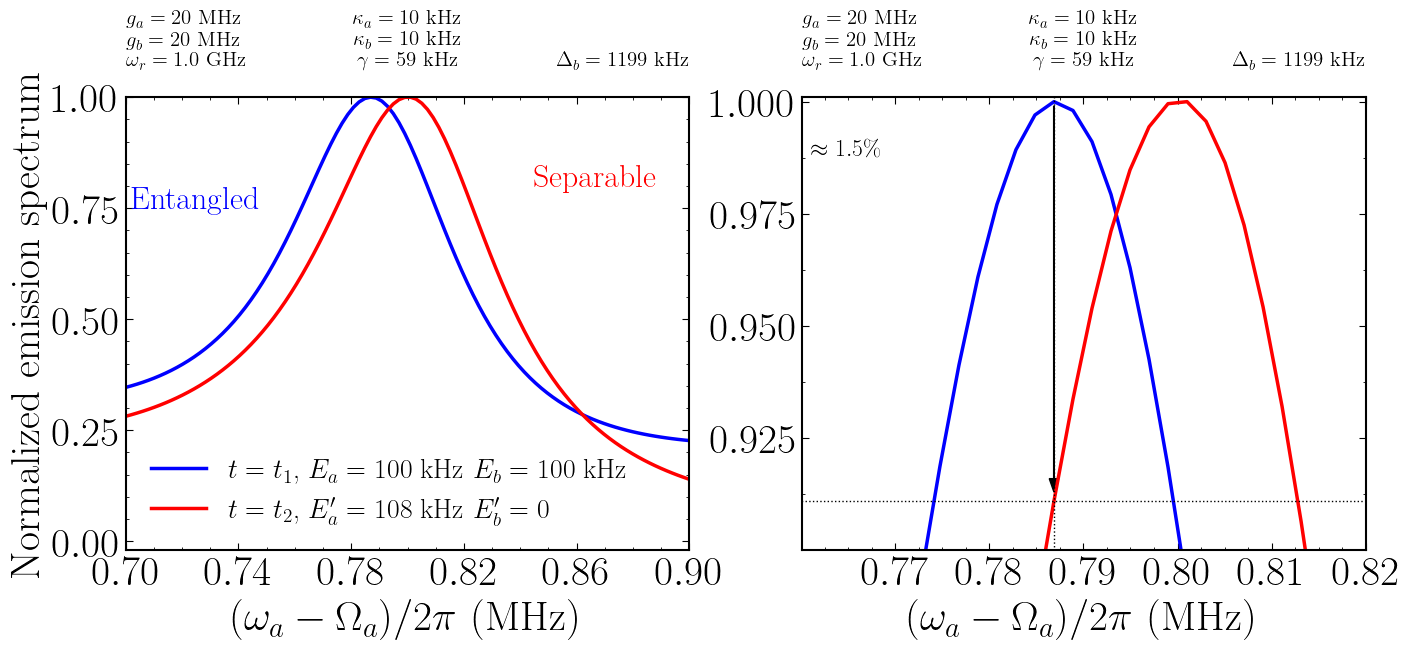 g_a = 20 MHz
g_b = 20 MHz
ω_r = 1.0 GHz
κ_a = 10 kHz
κ_b = 10 kHz
γ = 59 kHz
Δ_b = 1199 kHz
Normalized emission spectrum
1.00
0.75
0.50
0.25
0.00
Entangled
Separable
t = t_1, E_a = 100 kHz E_b = 100 kHz
t = t_2, E'_a = 108 kHz E'_b = 0
0.70 0.74 0.78 0.82 0.86 0.90
(ω_a − Ω_a)/2π (MHz)
g_a = 20 MHz
g_b = 20 MHz
ω_r = 1.0 GHz
κ_a = 10 kHz
κ_b = 10 kHz
γ = 59 kHz
Δ_b = 1199 kHz
1.000
0.975
0.950
0.925
≈ 1.5%
0.77 0.78 0.79 0.80 0.81 0.82
(ω_a − Ω_a)/2π (MHz)